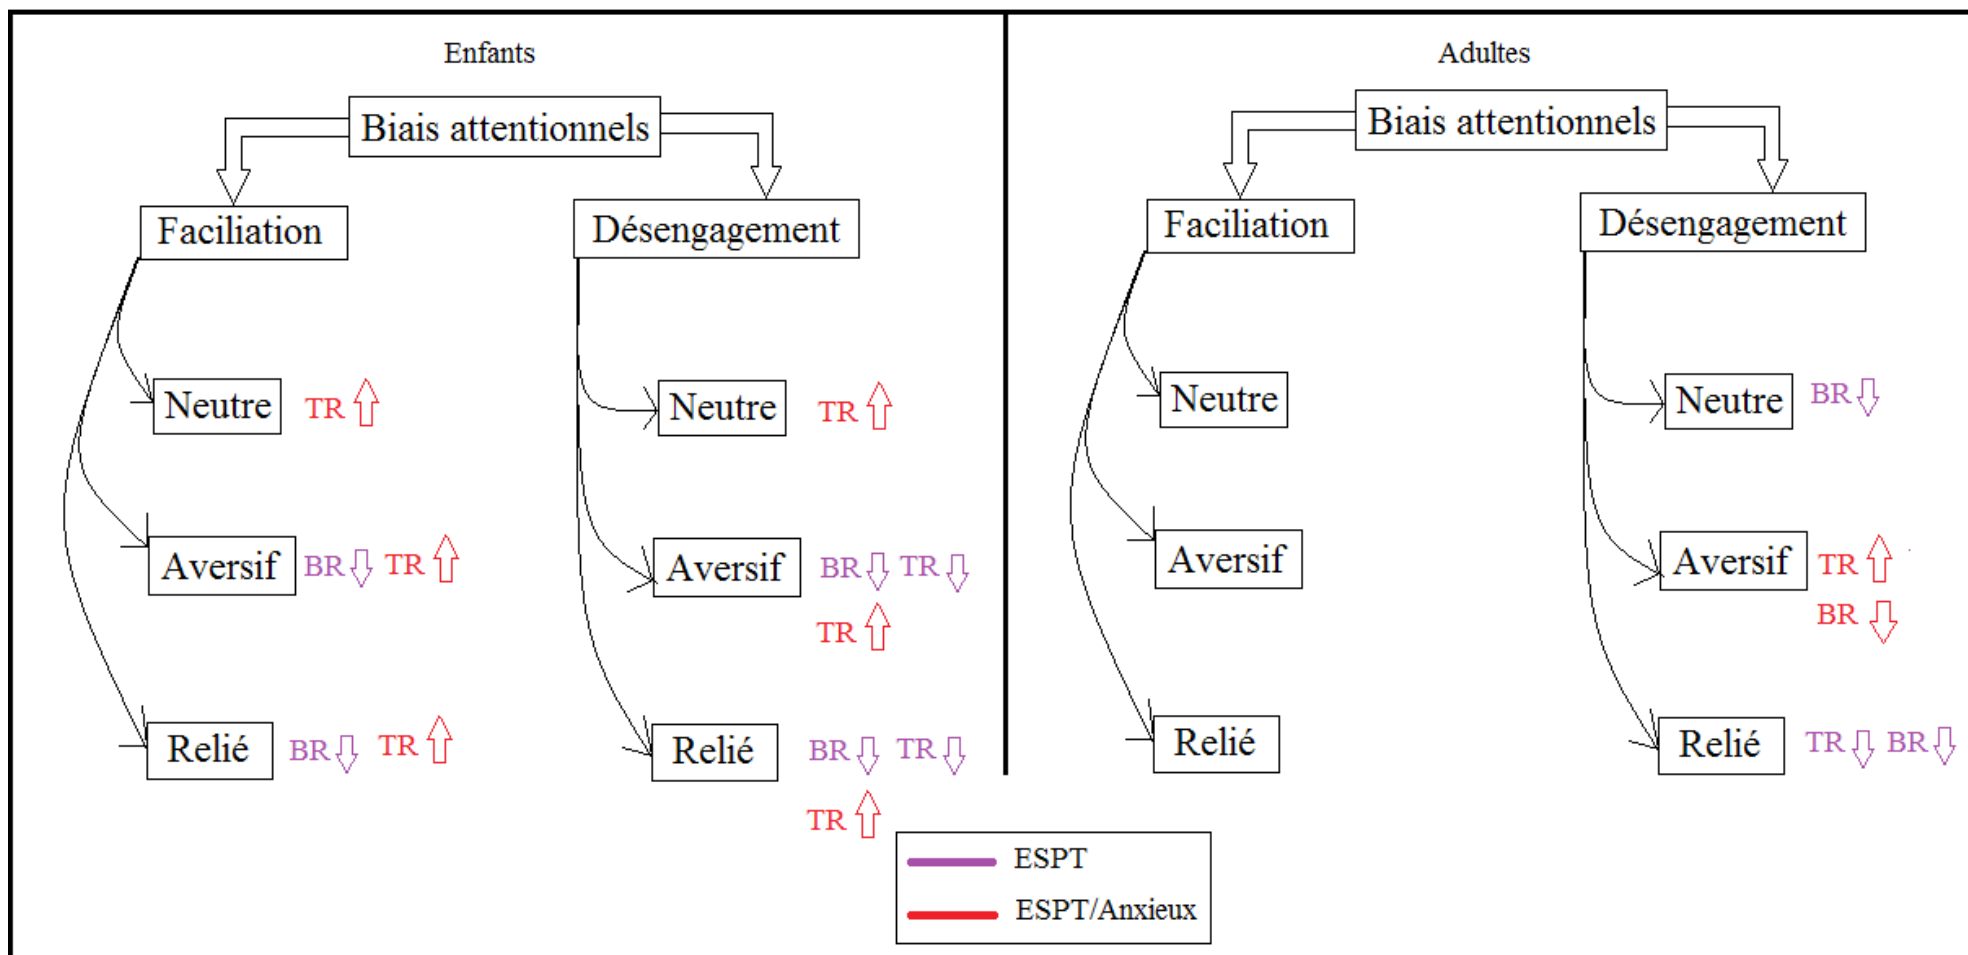 Enfants
Biais attentionnels
Faciliation
Désengagement
Neutre TR
Neutre TR
Aversif BR TR
Aversif BR TR
TR
Relié BR TR
Relié BR TR
TR
Adultes
Biais attentionnels
Faciliation
Désengagement
Neutre
Neutre BR
Aversif
Aversif TR
BR
Relié
Relié TR BR
ESPT
ESPT/Anxieux